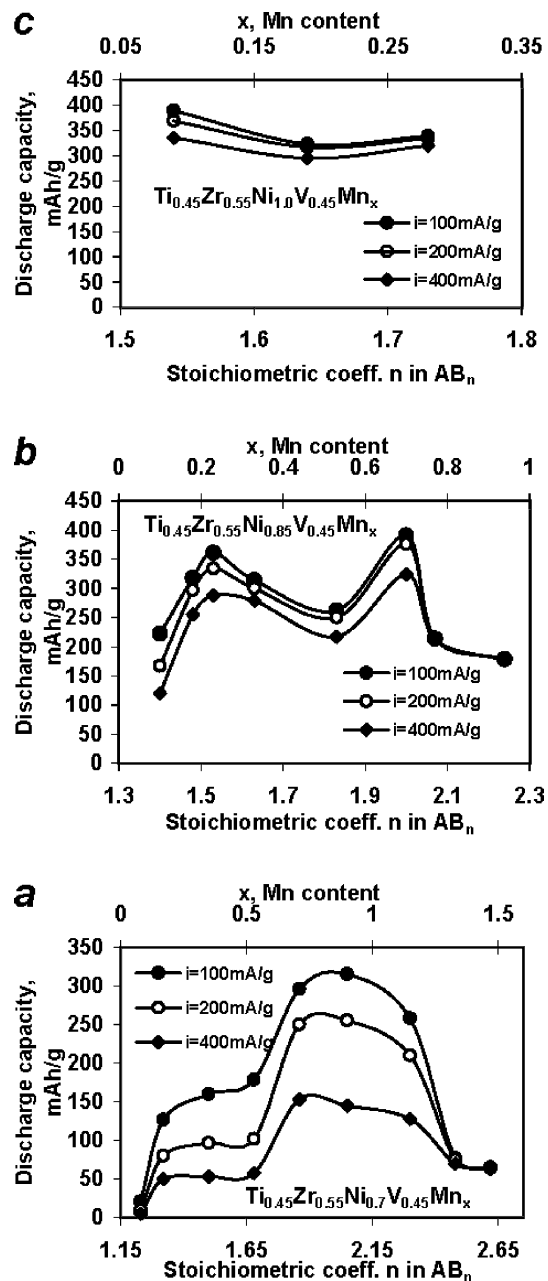 c
x, Mn content
0.05 0.15 0.25 0.35
Discharge capacity,
mAh/g
450
400
350
300
250
200
150
100
50
0
Ti0.45Zr0.55Ni1.0V0.45Mnx
i=100mA/g
i=200mA/g
i=400mA/g
1.5 1.6 1.7 1.8
Stoichiometric coeff. n in ABn
b
x, Mn content
0 0.2 0.4 0.6 0.8 1
Discharge capacity,
mAh/g
450
400
350
300
250
200
150
100
50
0
Ti0.45Zr0.55Ni0.85V0.45Mnx
i=100mA/g
i=200mA/g
i=400mA/g
1.3 1.5 1.7 1.9 2.1 2.3
Stoichiometric coeff. n in ABn
a
x, Mn content
0 0.5 1 1.5
Discharge capacity,
mAh/g
350
300
250
200
150
100
50
0
i=100mA/g
i=200mA/g
i=400mA/g
Ti0.45Zr0.55Ni0.7V0.45Mnx
1.15 1.65 2.15 2.65
Stoichiometric coeff. n in ABn